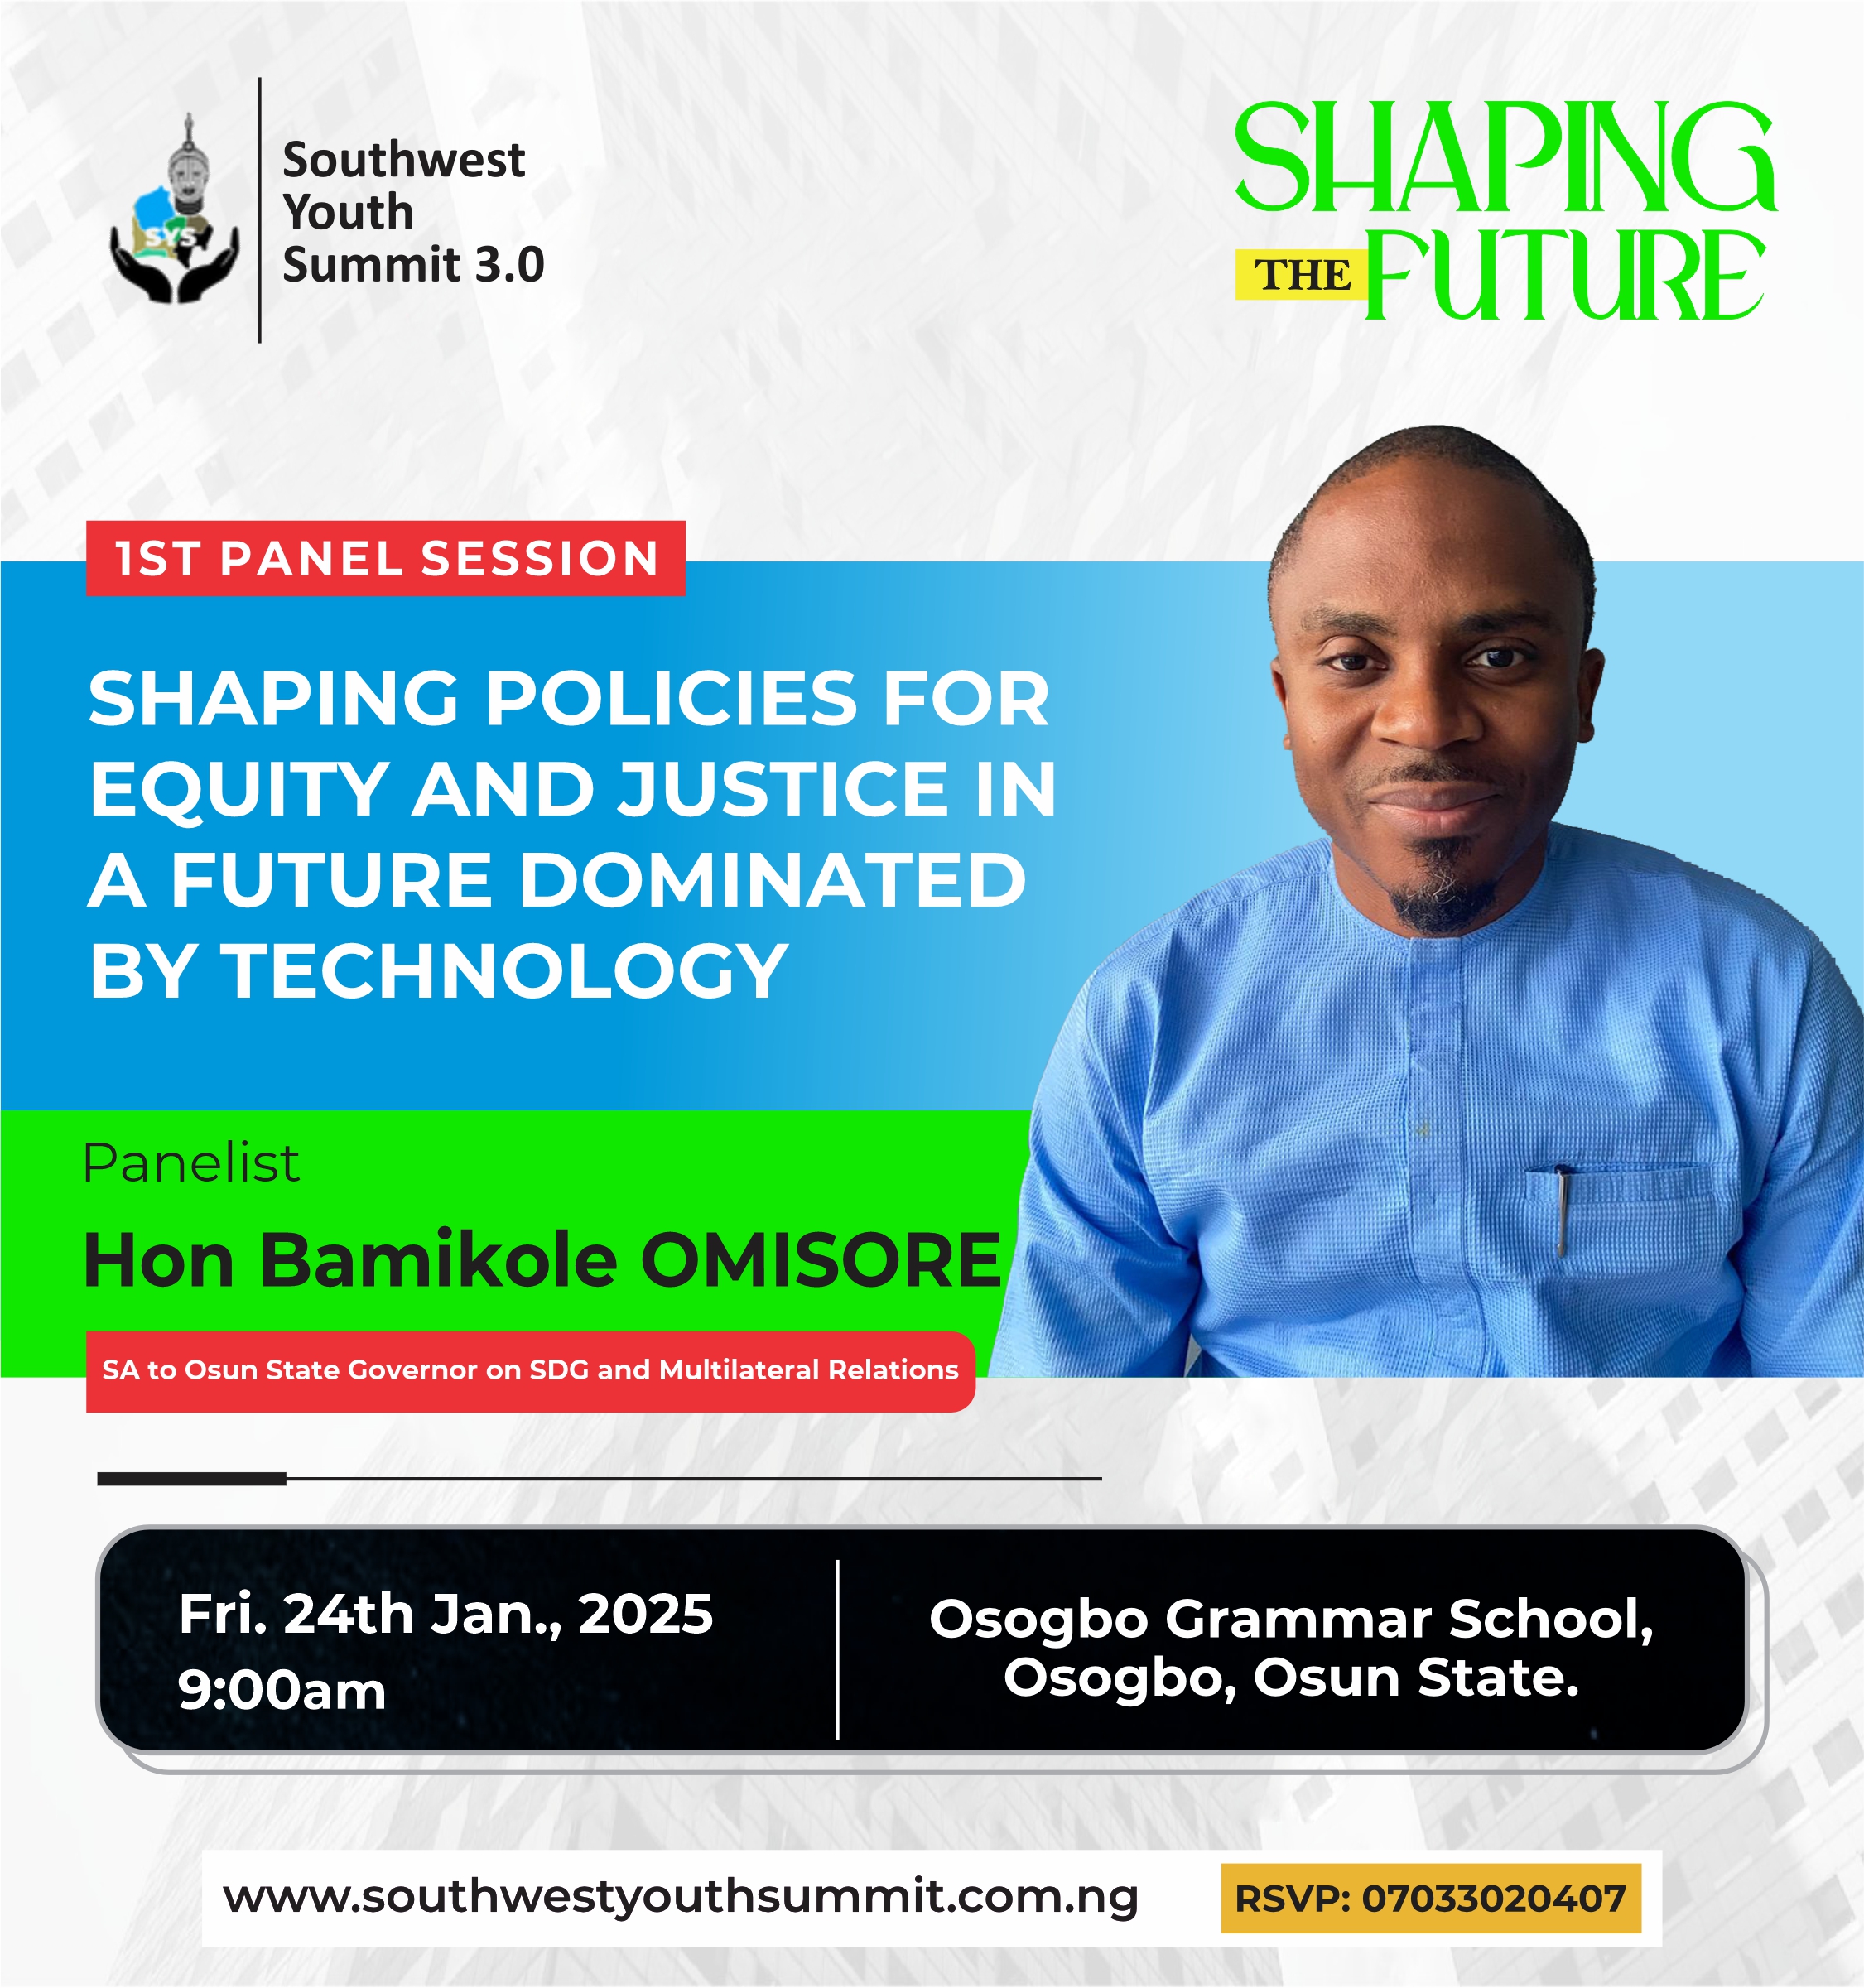 Southwest
Youth
Summit 3.0
SYS
SHAPING
THE FUTURE
1ST PANEL SESSION
SHAPING POLICIES FOR
EQUITY AND JUSTICE IN
A FUTURE DOMINATED
BY TECHNOLOGY
Panelist
Hon Bamikole OMISORE
SA to Osun State Governor on SDG and Multilateral Relations
Fri. 24th Jan., 2025
9:00am
Osogbo Grammar School,
Osogbo, Osun State.
www.southwestyouthsummit.com.ng
RSVP: 07033020407